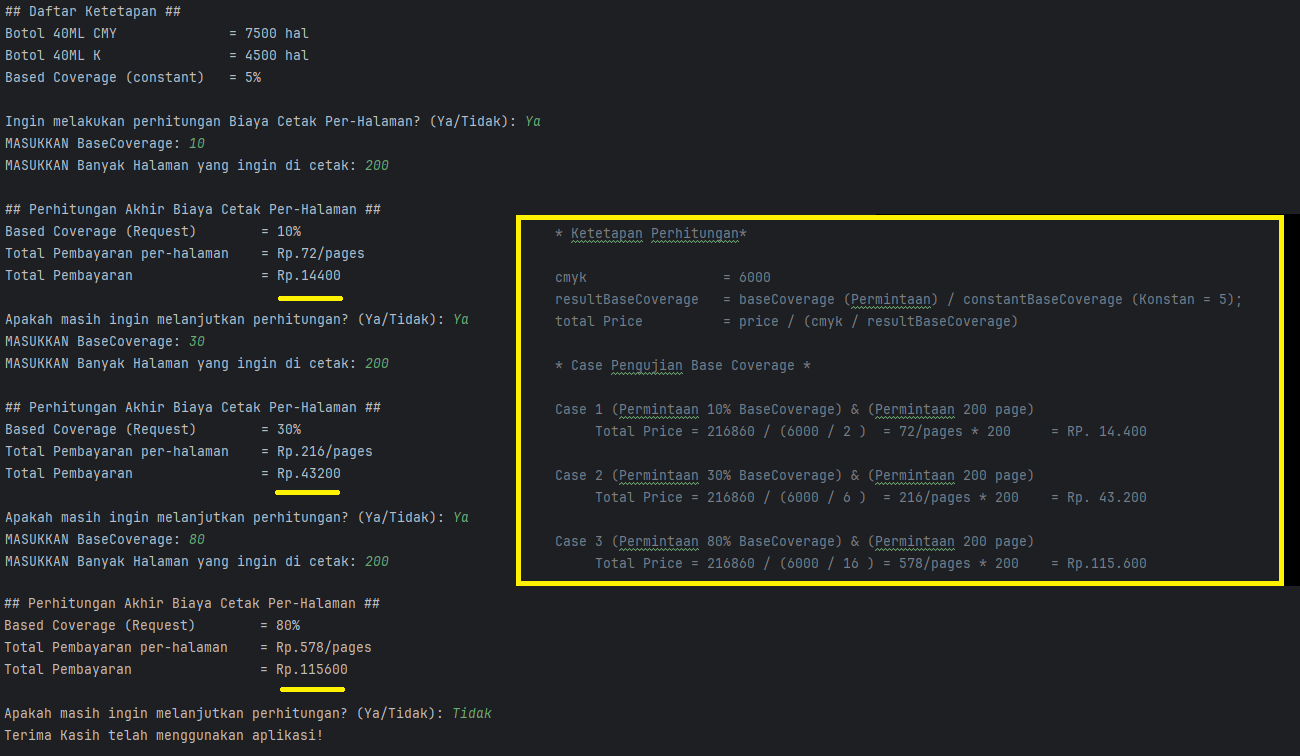 ## Daftar Ketetapan ##
Botol 40ML CMY = 7500 hal
Botol 40ML K = 4500 hal
Based Coverage (constant) = 5%
Ingin melakukan perhitungan Biaya Cetak Per-Halaman? (Ya/Tidak): Ya
MASUKKAN BaseCoverage: 10
MASUKKAN Banyak Halaman yang ingin di cetak: 200
## Perhitungan Akhir Biaya Cetak Per-Halaman ##
Based Coverage (Request) = 10%
Total Pembayaran per-halaman = Rp.72/pages
Total Pembayaran = Rp.14400
Apakah masih ingin melanjutkan perhitungan? (Ya/Tidak): Ya
MASUKKAN BaseCoverage: 30
MASUKKAN Banyak Halaman yang ingin di cetak: 200
## Perhitungan Akhir Biaya Cetak Per-Halaman ##
Based Coverage (Request) = 30%
Total Pembayaran per-halaman = Rp.216/pages
Total Pembayaran = Rp.43200
Apakah masih ingin melanjutkan perhitungan? (Ya/Tidak): Ya
MASUKKAN BaseCoverage: 80
MASUKKAN Banyak Halaman yang ingin di cetak: 200
## Perhitungan Akhir Biaya Cetak Per-Halaman ##
Based Coverage (Request) = 80%
Total Pembayaran per-halaman = Rp.578/pages
Total Pembayaran = Rp.115600
Apakah masih ingin melanjutkan perhitungan? (Ya/Tidak): Tidak
Terima Kasih telah menggunakan aplikasi!
* Ketetapan Perhitungan*
cmyk = 6000
resultBaseCoverage = baseCoverage (Permintaan) / constantBaseCoverage (Konstan = 5);
total Price = price / (cmyk / resultBaseCoverage)
* Case Pengujian Base Coverage *
Case 1 (Permintaan 10% BaseCoverage) & (Permintaan 200 page)
Total Price = 216860 / (6000 / 2 ) = 72/pages * 200 = RP. 14.400
Case 2 (Permintaan 30% BaseCoverage) & (Permintaan 200 page)
Total Price = 216860 / (6000 / 6 ) = 216/pages * 200 = Rp. 43.200
Case 3 (Permintaan 80% BaseCoverage) & (Permintaan 200 page)
Total Price = 216860 / (6000 / 16 ) = 578/pages * 200 = Rp.115.600